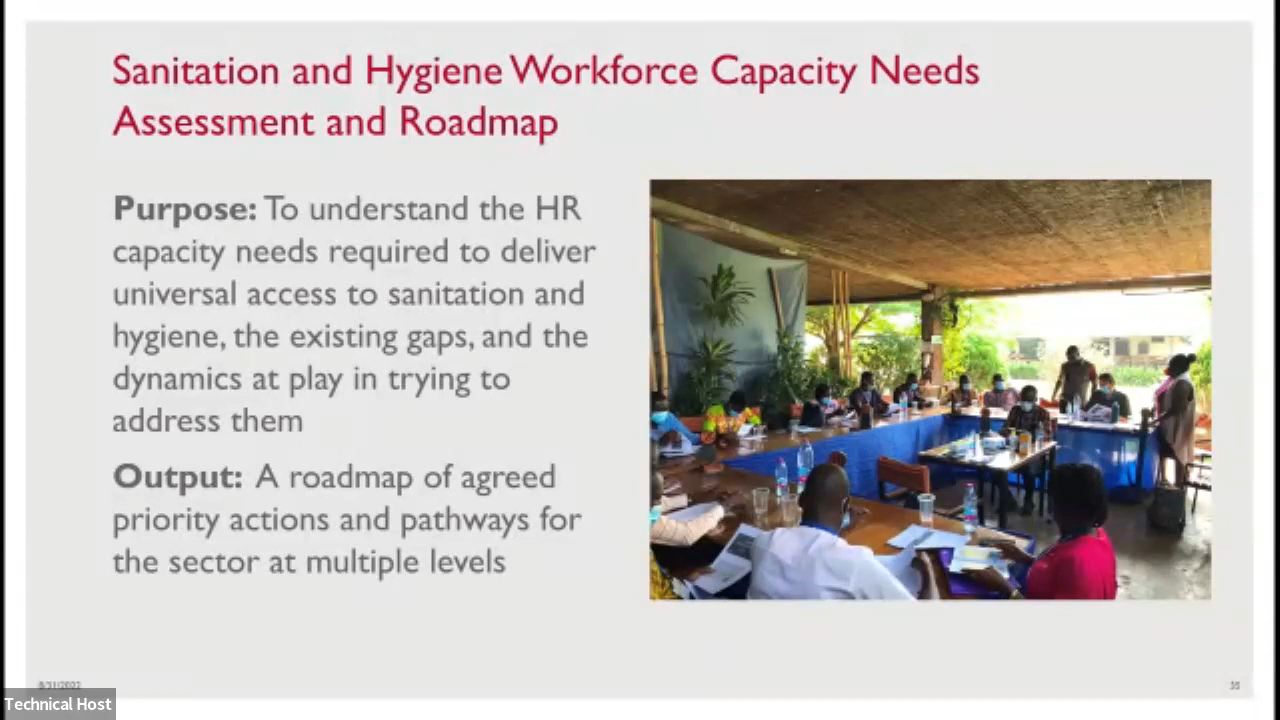 Sanitation and Hygiene Workforce Capacity Needs
Assessment and Roadmap
Purpose: To understand the HR
capacity needs required to deliver
universal access to sanitation and
hygiene, the existing gaps, and the
dynamics at play in trying to
address them
Output: A roadmap of agreed
priority actions and pathways for
the sector at multiple levels
Technical Host